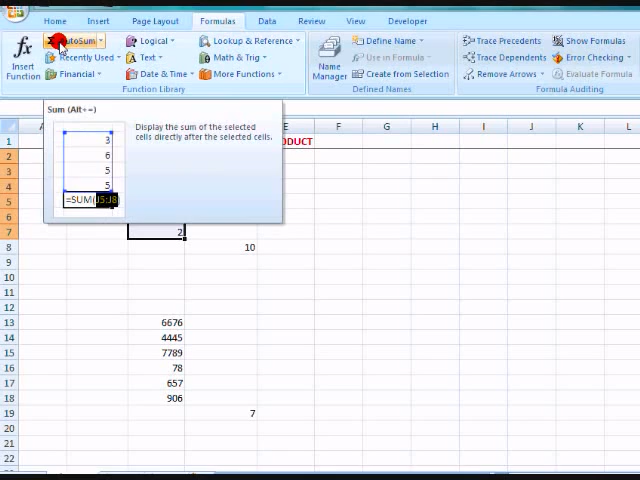 Home Insert Page Layout Formulas Data Review View Developer
fx Insert Function
Σ AutoSum
Recently Used
Financial
Logical
Text
Date & Time
Lookup & Reference
Math & Trig
More Functions
Function Library
Name Manager
Define Name
Use in Formula
Create from Selection
Defined Names
Trace Precedents
Trace Dependents
Remove Arrows
Show Formulas
Error Checking
Evaluate Formula
Formula Auditing
Sum (Alt+=)
Display the sum of the selected
cells directly after the selected cells.
3
6
5
5
=SUM(J5:J8)
A E F G H I J K L
1
2
3
4
5
6
7 2
8 10
9
10
11
12
13 6676
14 4445
15 7789
16 78
17 657
18 906
19 7
20
21
22